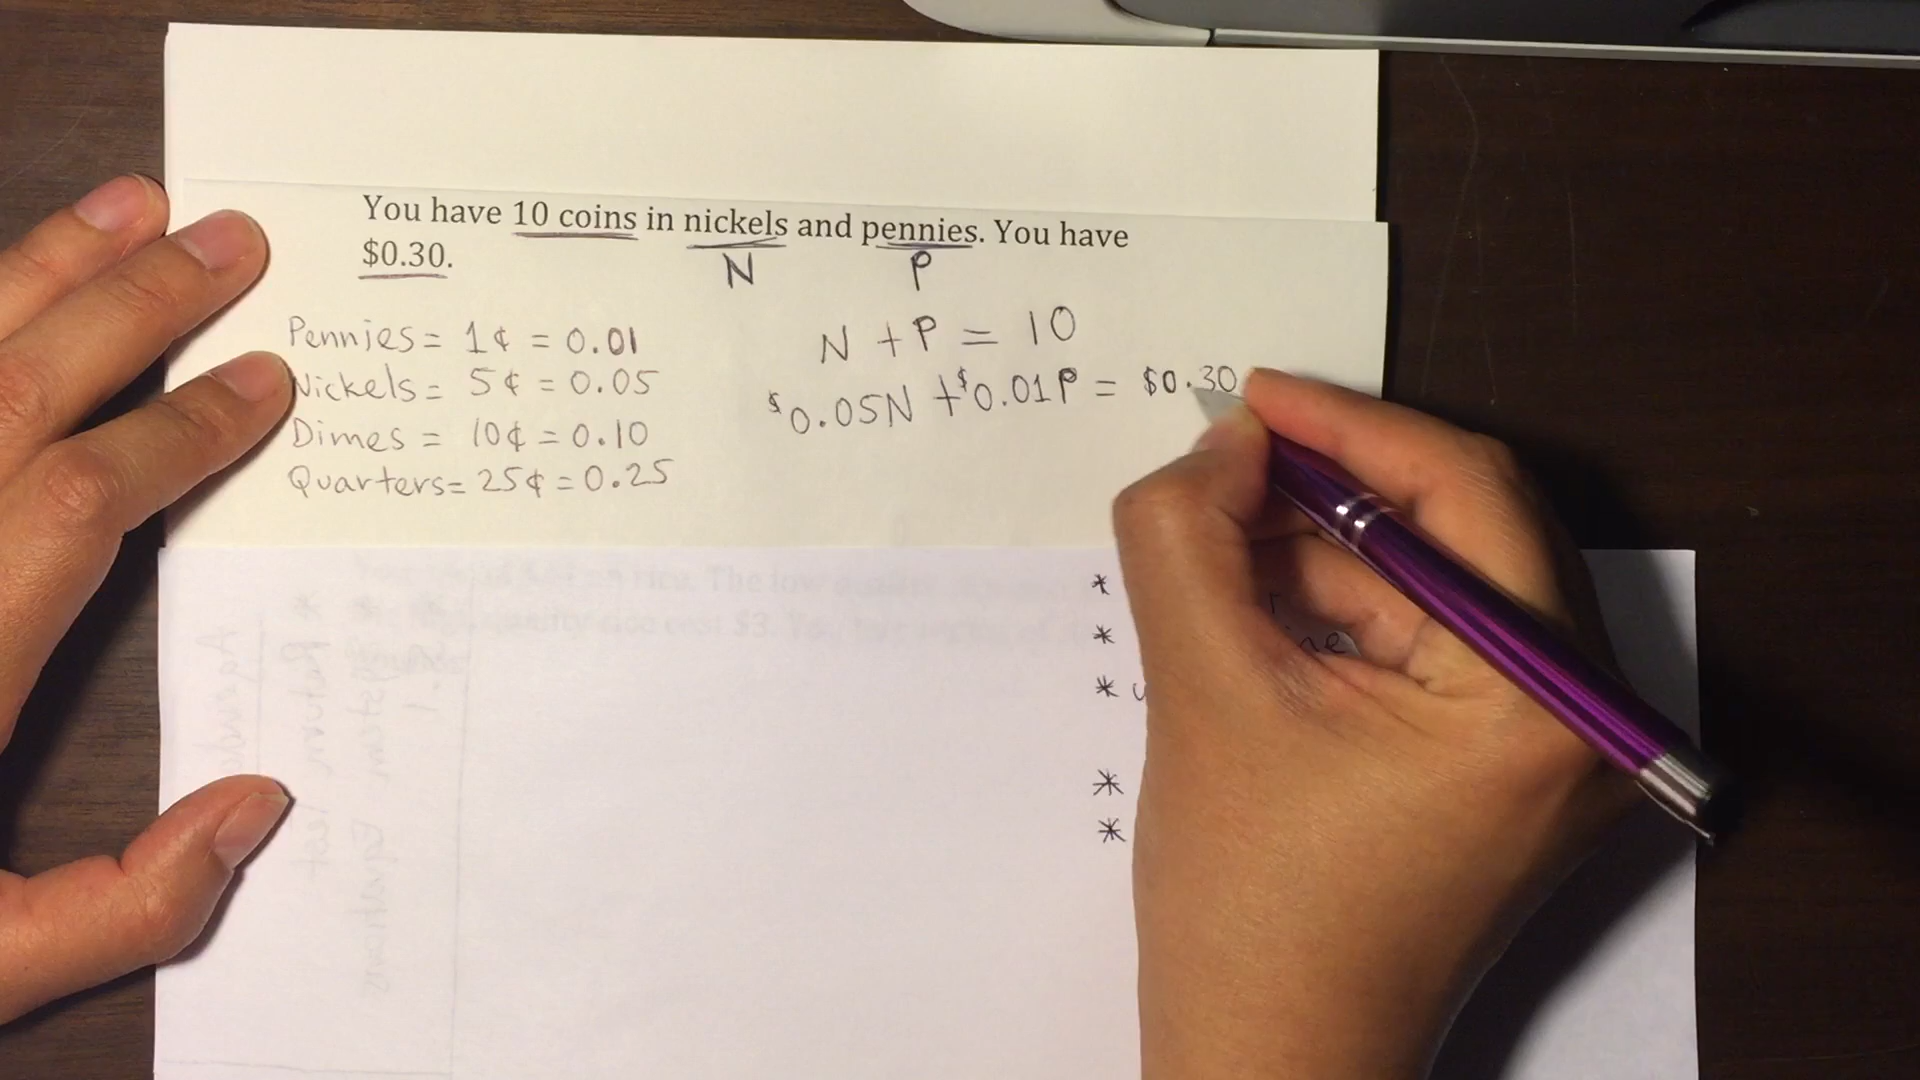 You have 10 coins in nickels and pennies. You have
$0.30.
N P
Pennies = 1¢ = 0.01
Nickels = 5¢ = 0.05
Dimes = 10¢ = 0.10
Quarters = 25¢ = 0.25
N + P = 10
$0.05N + $0.01P = $0.30
*
*
*
*
*